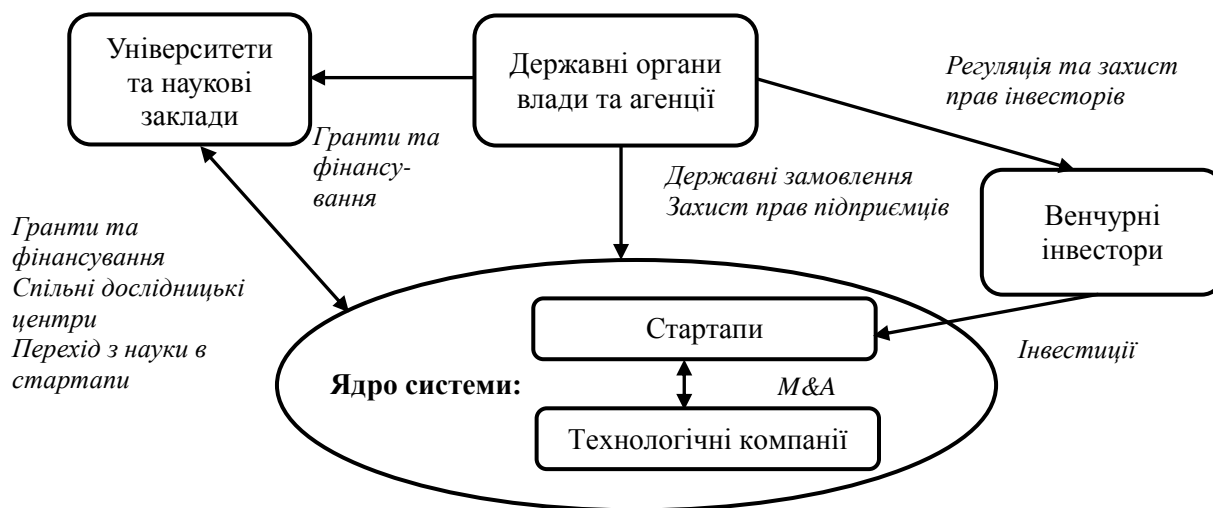 Університети
та наукові
заклади
Державні органи
влади та агенції
Регуляція та захист
прав інвесторів
Гранти та
фінансу-
вання
Державні замовлення
Захист прав підприємців
Венчурні
інвестори
Гранти та
фінансування
Спільні дослідницькі
центри
Перехід з науки в
стартапи
Стартапи
Інвестиції
Ядро системи:
M&A
Технологічні компанії